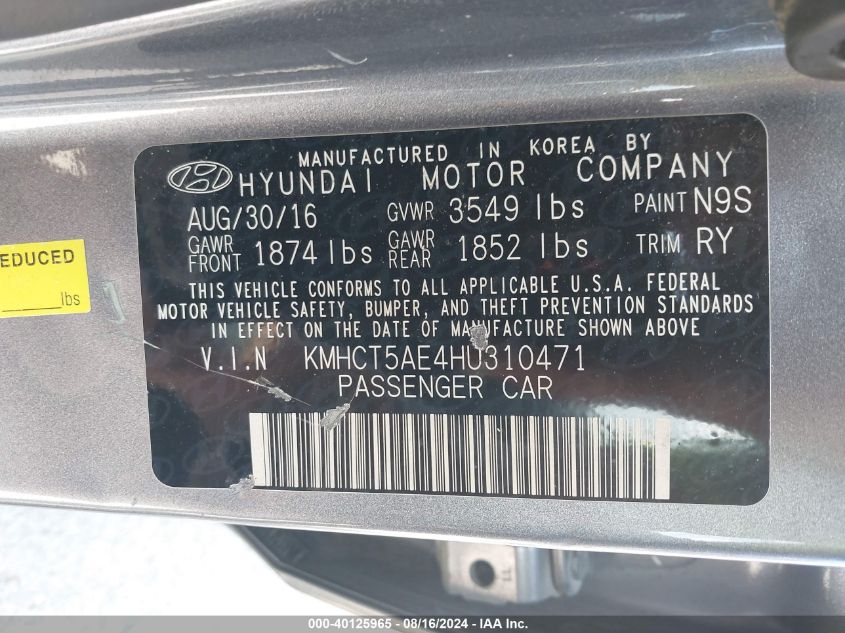 MANUFACTURED IN KOREA BY
HYUNDAI MOTOR COMPANY
AUG/30/16 GVWR 3549 lbs PAINT N9S
GAWR FRONT 1874 lbs GAWR REAR 1852 lbs TRIM RY
THIS VEHICLE CONFORMS TO ALL APPLICABLE U.S.A. FEDERAL
MOTOR VEHICLE SAFETY, BUMPER, AND THEFT PREVENTION STANDARDS
IN EFFECT ON THE DATE OF MANUFACTURE SHOWN ABOVE
V.I.N KMHCT5AE4HU310471
PASSENGER CAR
EDUCED
lbs
LL
000-40125965 - 08/16/2024 - Copyright © IAA, Inc.